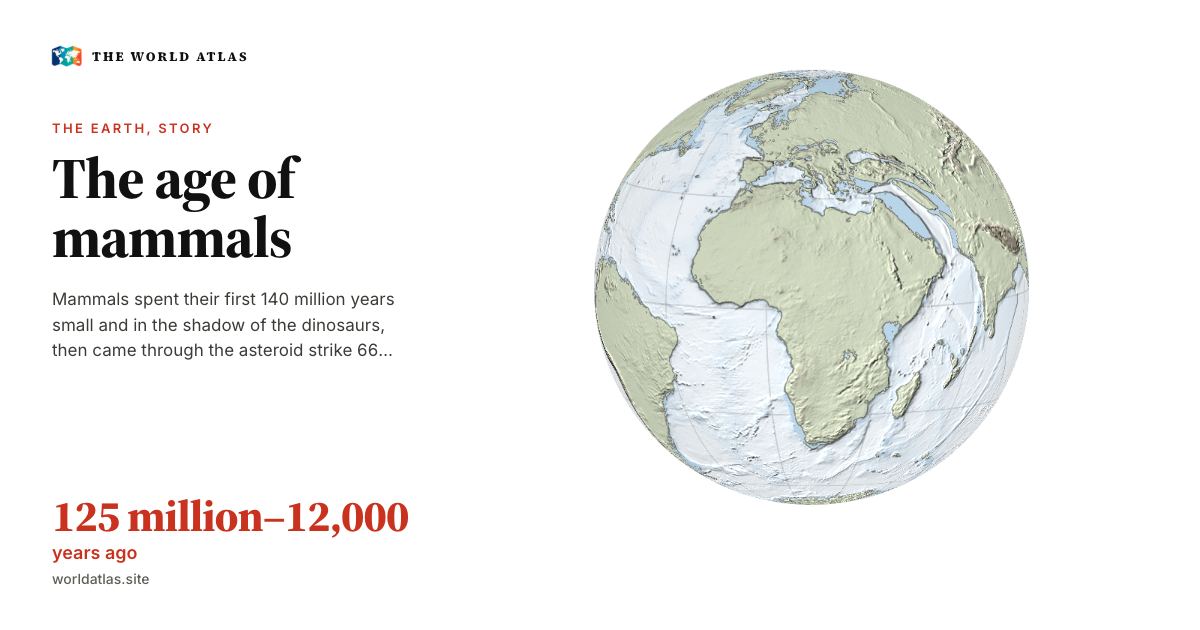 THE WORLD ATLAS
THE EARTH, STORY
The age of
mammals
Mammals spent their first 140 million years
small and in the shadow of the dinosaurs,
then came through the asteroid strike 66...
125 million–12,000
years ago
worldatlas.site